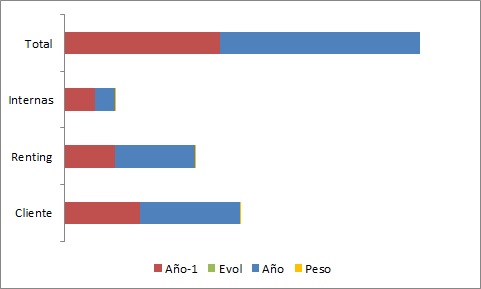 Total
Internas
Renting
Cliente
Año-1 Evol Año Peso